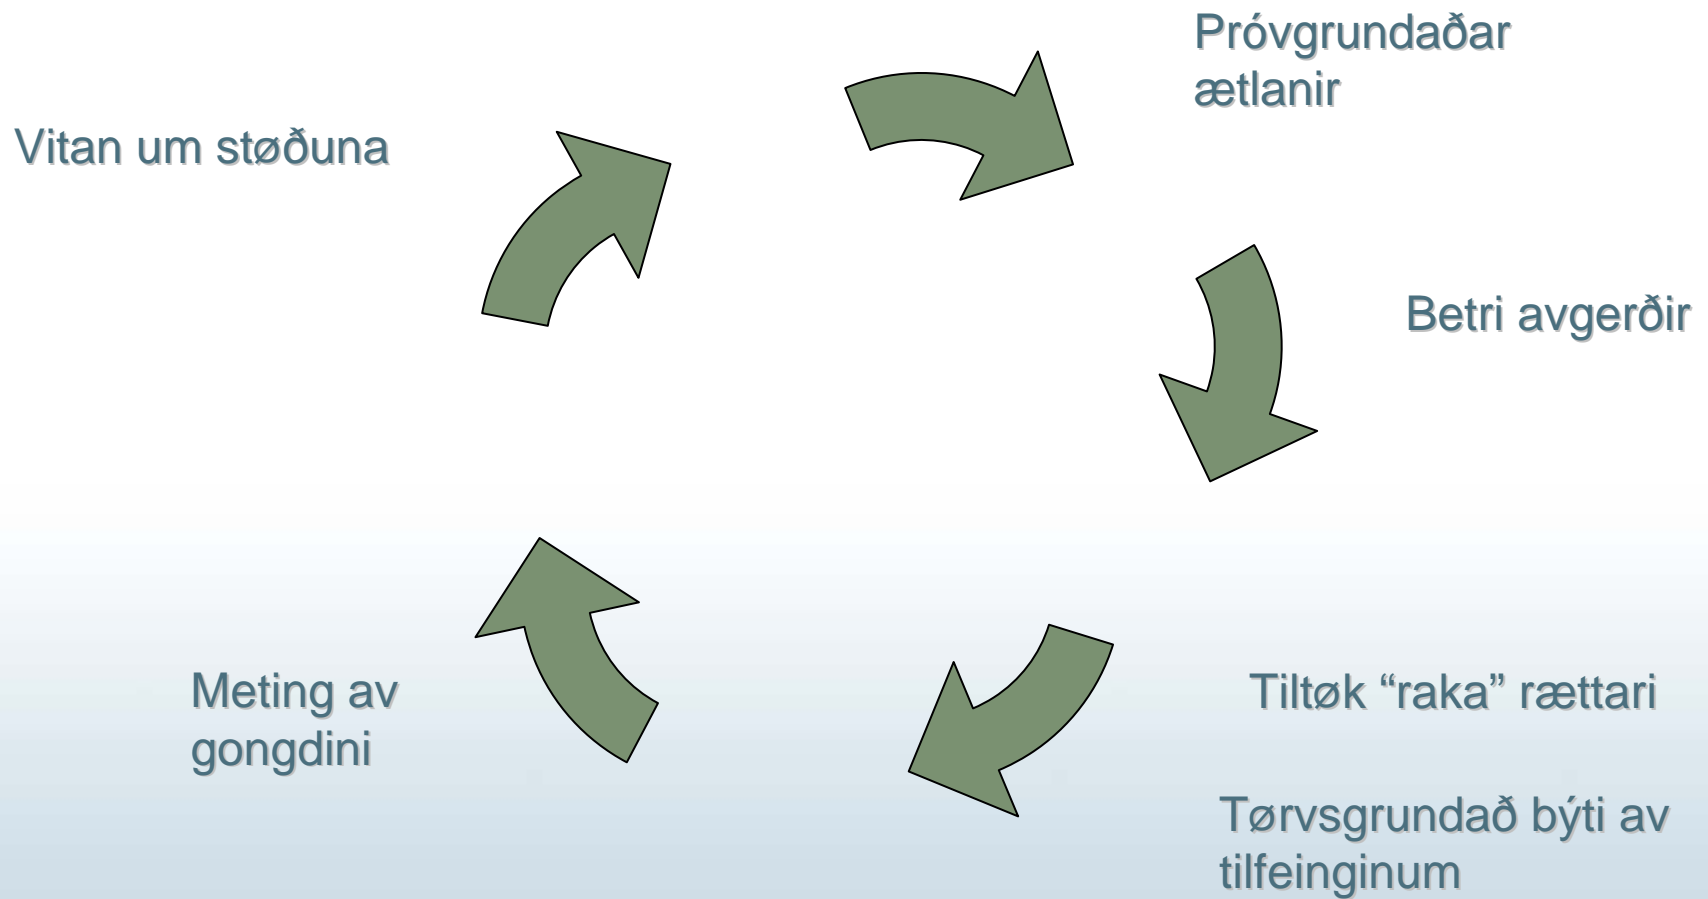 Próvgrundaðar
ætlanir
Vitan um støðuna
Betri avgerðir
Meting av
gongdini
Tiltøk “raka” rættari
Tørvsgrundað býti av
tilfeinginum